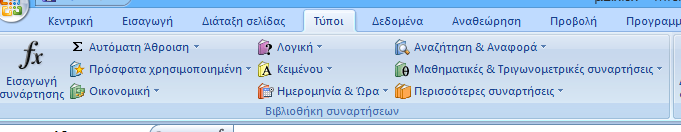 Κεντρική Εισαγωγή Διάταξη σελίδας Τύποι Δεδομένα Αναθεώρηση Προβολή
fx Εισαγωγή συνάρτησης
Σ Αυτόματη Άθροιση
Πρόσφατα χρησιμοποιημένη
Οικονομική
Λογική
Κειμένου
Ημερομηνία & Ώρα
Αναζήτηση & Αναφορά
Μαθηματικές & Τριγωνομετρικές συναρτήσεις
Περισσότερες συναρτήσεις
Βιβλιοθήκη συναρτήσεων